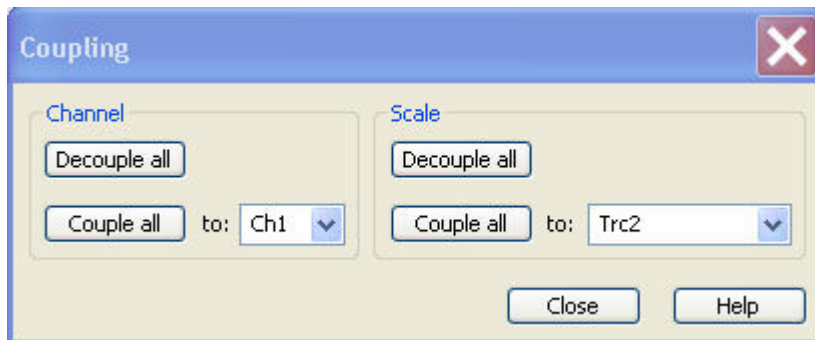 Coupling
Channel
Decouple all
Couple all to: Ch1
Scale
Decouple all
Couple all to: Trc2
Close Help